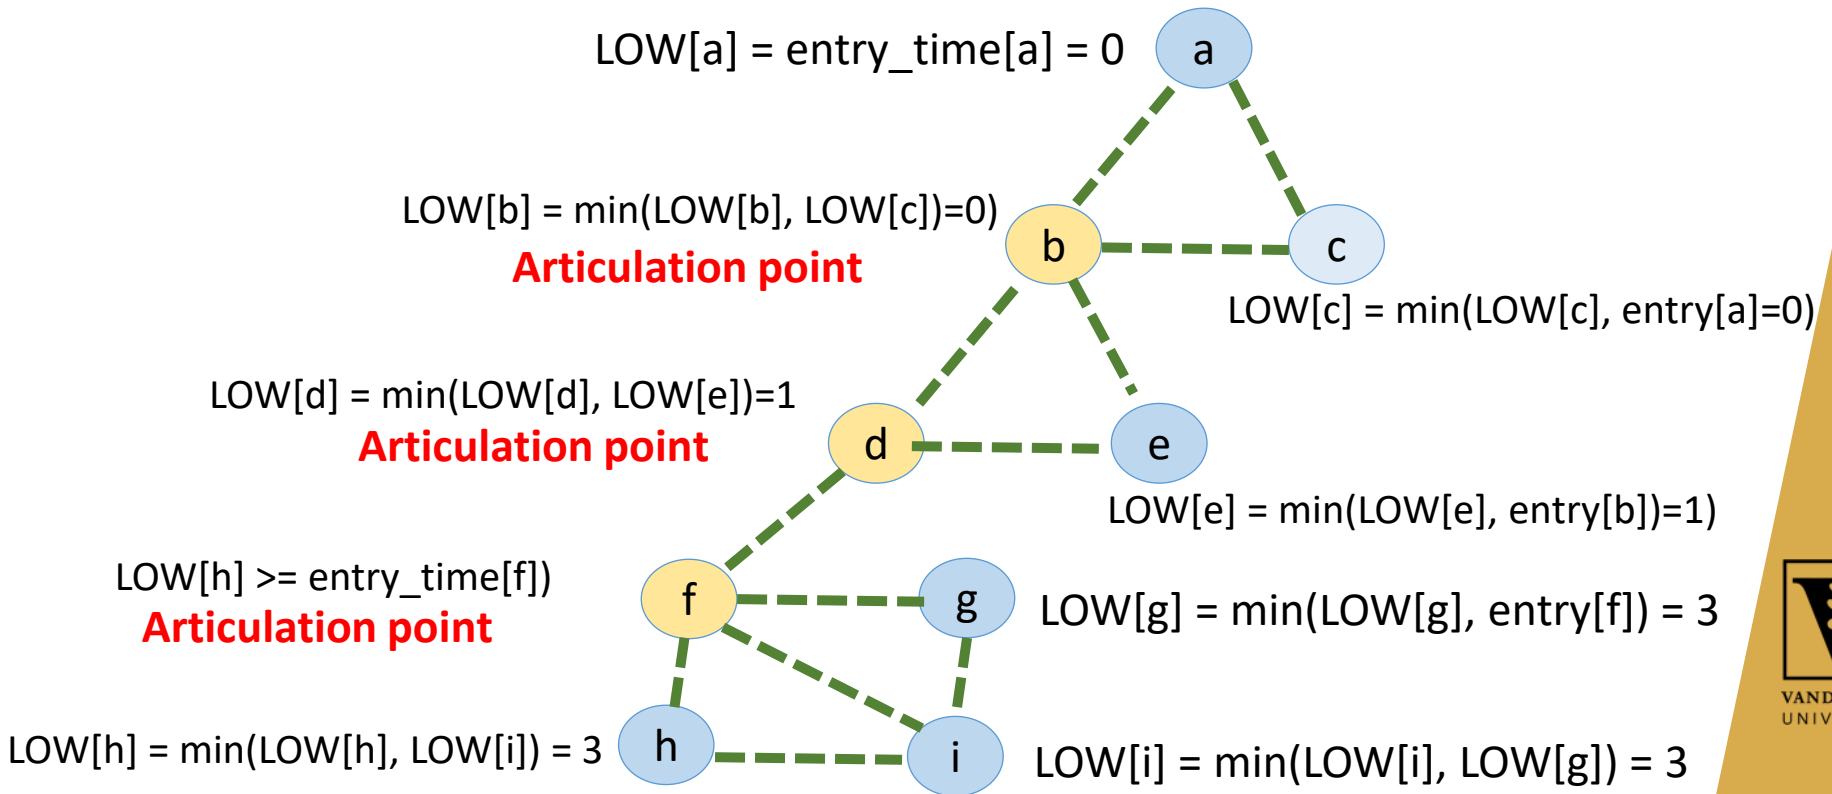 LOW[a] = entry_time[a] = 0
a
LOW[b] = min(LOW[b], LOW[c])=0)
Articulation point
b
c
LOW[c] = min(LOW[c], entry[a]=0)
LOW[d] = min(LOW[d], LOW[e])=1
Articulation point
d
e
LOW[e] = min(LOW[e], entry[b])=1)
LOW[h] >= entry_time[f])
Articulation point
f
g
LOW[g] = min(LOW[g], entry[f]) = 3
LOW[h] = min(LOW[h], LOW[i]) = 3
h
i
LOW[i] = min(LOW[i], LOW[g]) = 3
V
VAND
UNIV